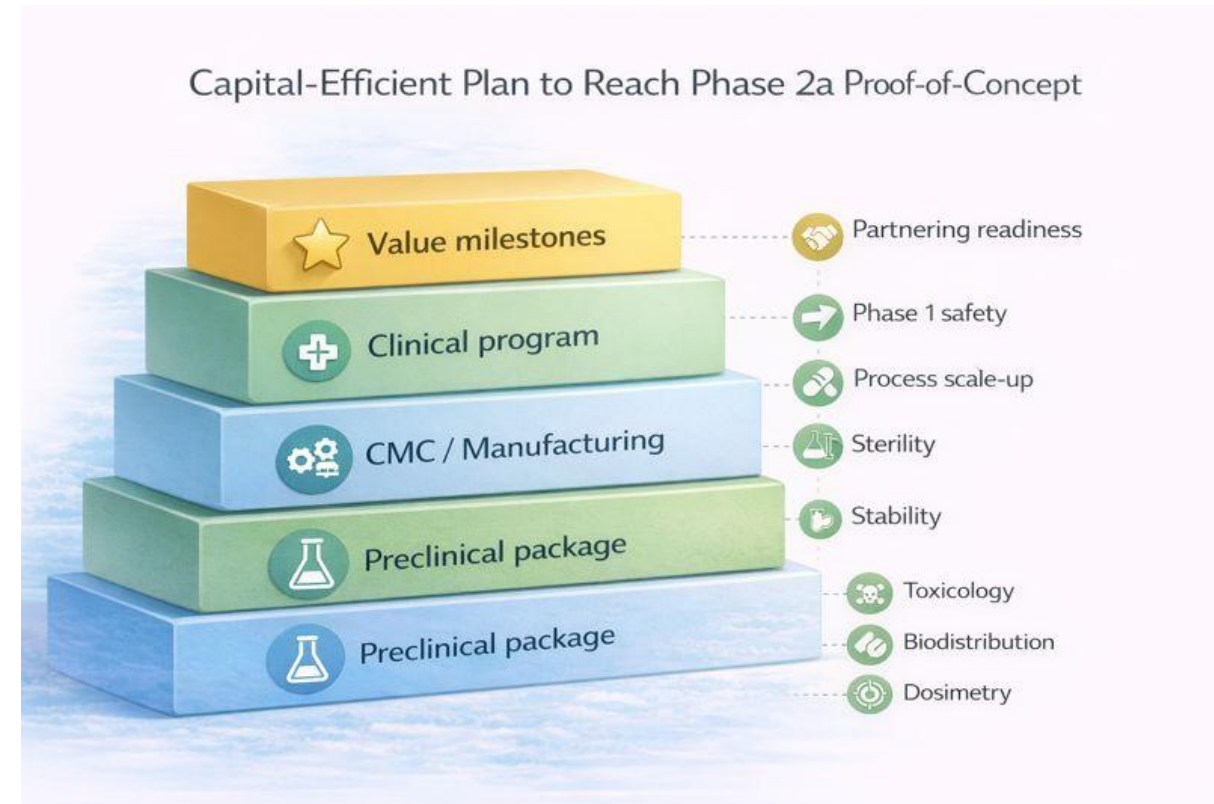 Capital-Efficient Plan to Reach Phase 2a Proof-of-Concept
Value milestones
Partnering readiness
Clinical program
Phase 1 safety
Process scale-up
CMC / Manufacturing
Sterility
Stability
Preclinical package
Toxicology
Preclinical package
Biodistribution
Dosimetry